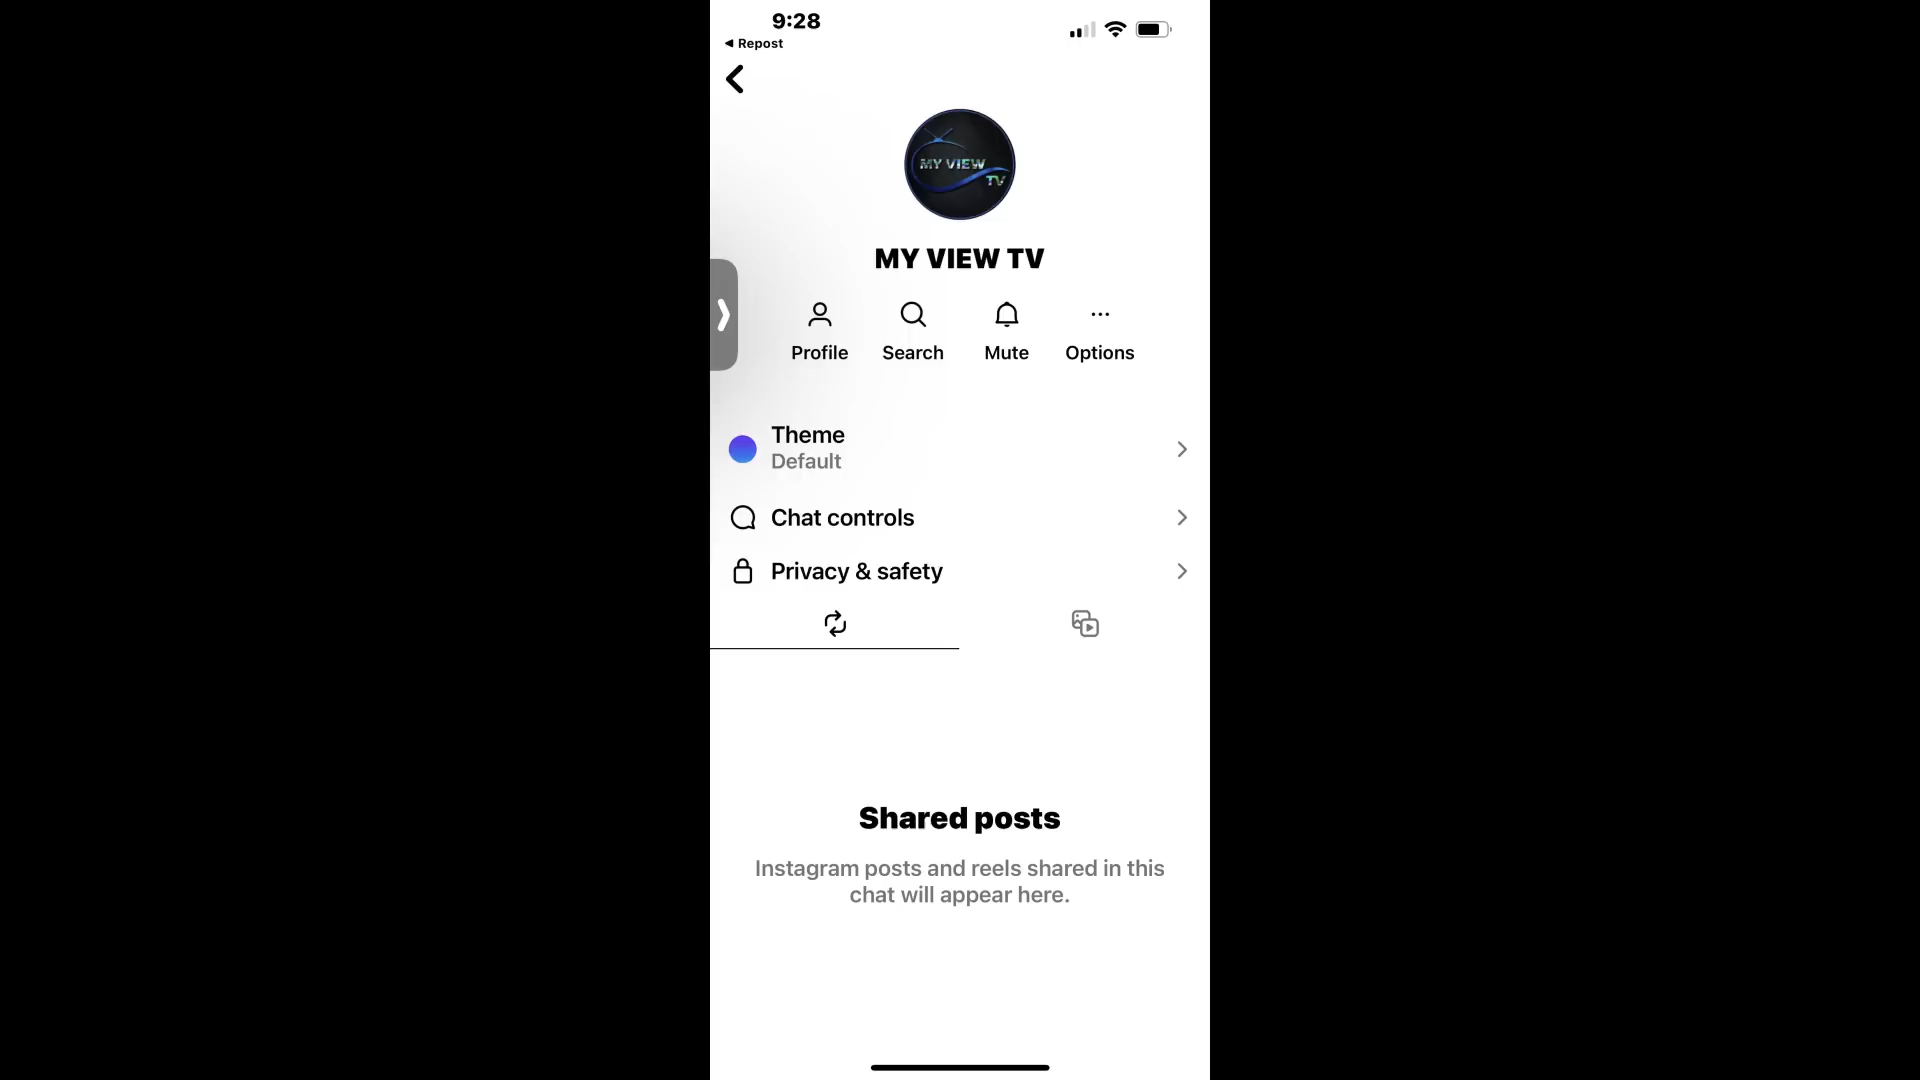 9:28
◀ Repost
MY VIEW
TV
MY VIEW TV
Profile
Search
Mute
Options
Theme
Default
Chat controls
Privacy & safety
Shared posts
Instagram posts and reels shared in this
chat will appear here.